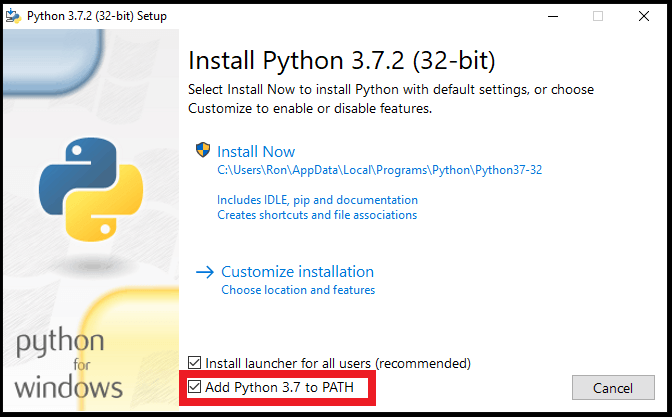 Python 3.7.2 (32-bit) Setup
Install Python 3.7.2 (32-bit)
Select Install Now to install Python with default settings, or choose
Customize to enable or disable features.
Install Now
C:\Users\Ron\AppData\Local\Programs\Python\Python37-32
Includes IDLE, pip and documentation
Creates shortcuts and file associations
Customize installation
Choose location and features
python
for
windows
Install launcher for all users (recommended)
Add Python 3.7 to PATH
Cancel